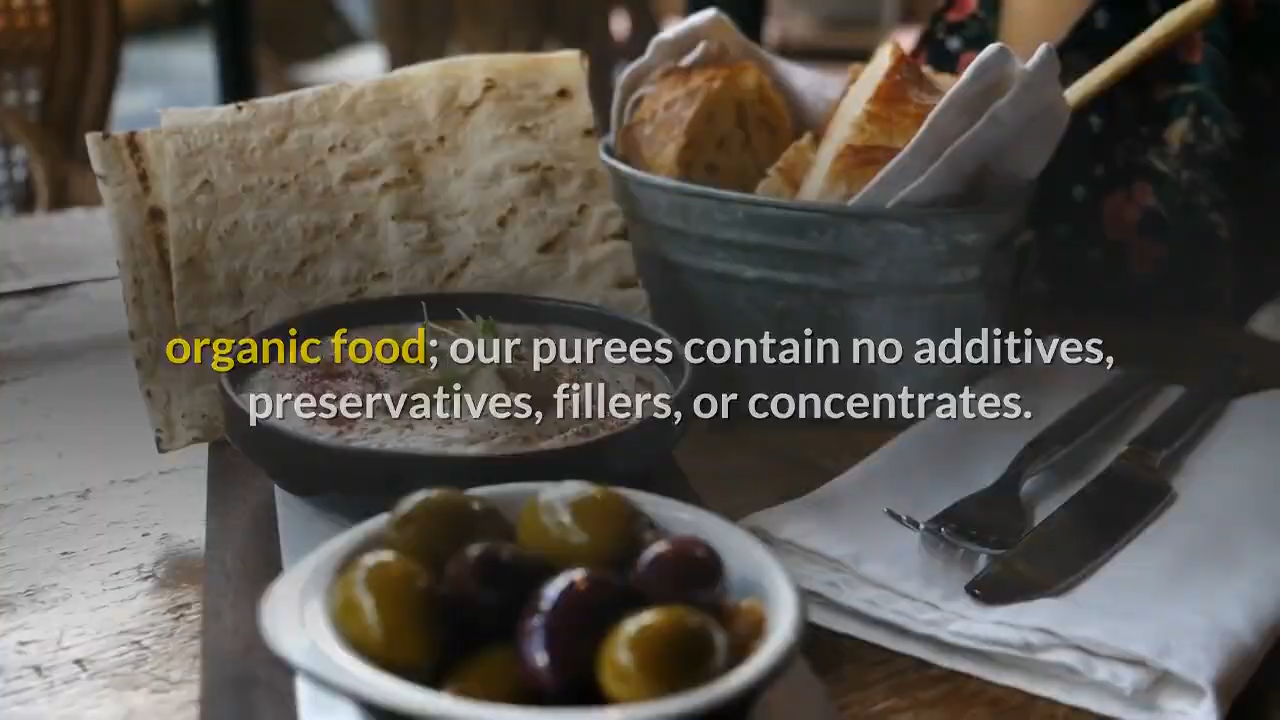 organic food; our purees contain no additives,
preservatives, fillers, or concentrates.